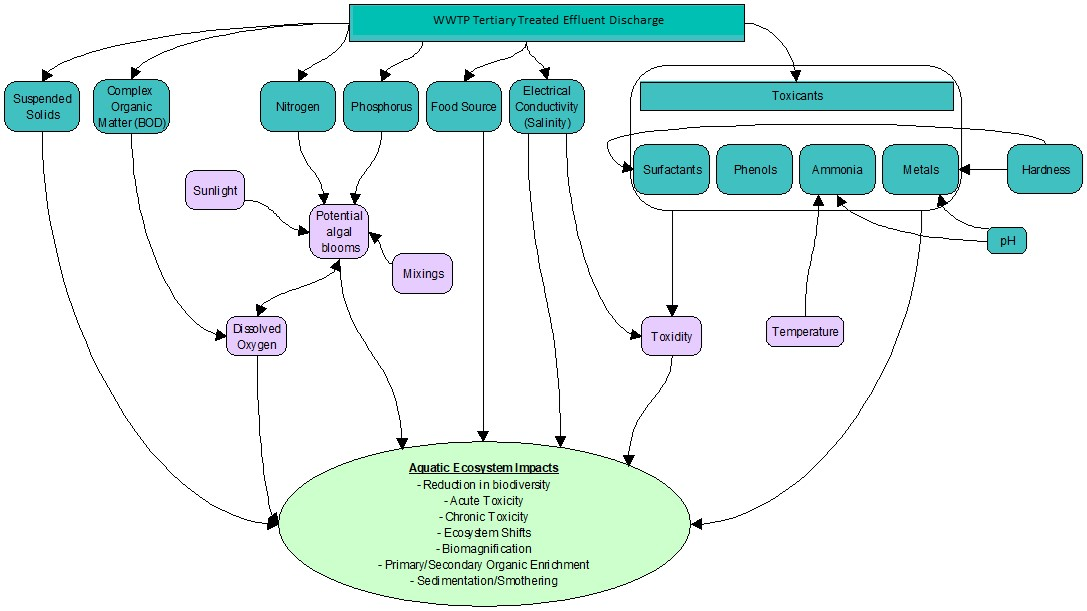 WWTP Tertiary Treated Effluent Discharge
Suspended
Solids
Complex
Organic
Matter (BOD)
Nitrogen
Phosphorus
Food Source
Electrical
Conductivity
(Salinity)
Toxicants
Surfactants
Phenols
Ammonia
Metals
Hardness
Sunlight
Potential
algal
blooms
Mixings
pH
Dissolved
Oxygen
Toxidity
Temperature
Aquatic Ecosystem Impacts
- Reduction in biodiversity
- Acute Toxicity
- Chronic Toxicity
- Ecosystem Shifts
- Biomagnification
- Primary/Secondary Organic Enrichment
- Sedimentation/Smothering